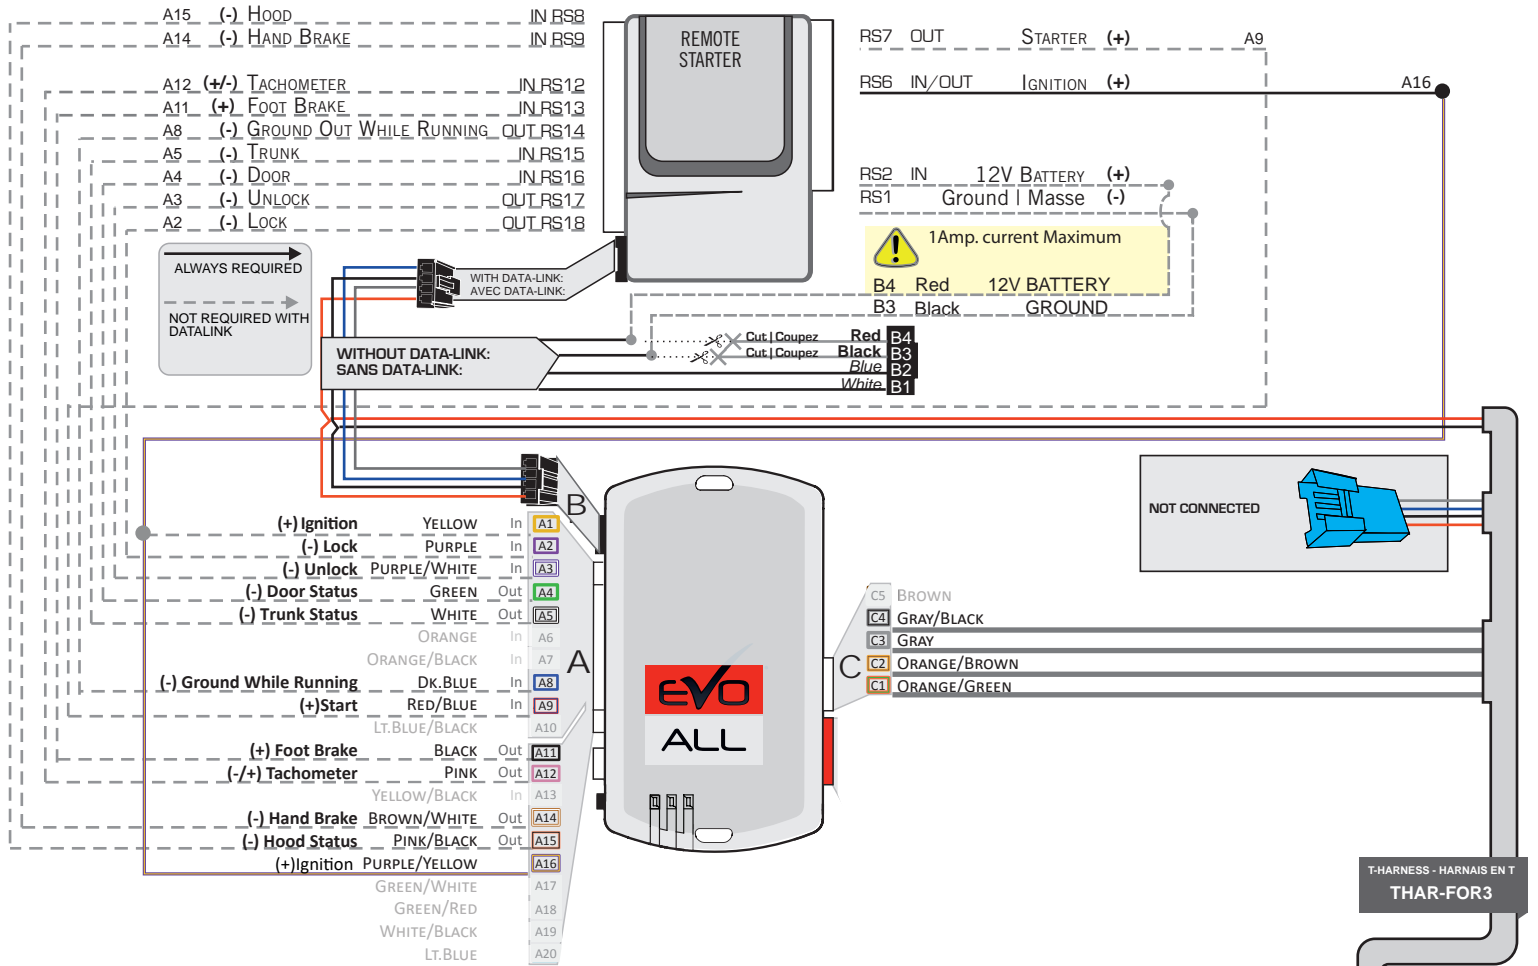 A15 (-) HOOD IN RS8
A14 (-) HAND BRAKE IN RS9
A12 (+/-) TACHOMETER IN RS12
A11 (+) FOOT BRAKE IN RS13
A8 (-) GROUND OUT WHILE RUNNING OUT RS14
A5 (-) TRUNK IN RS15
A4 (-) DOOR IN RS16
A3 (-) UNLOCK OUT RS17
A2 (-) LOCK OUT RS18
REMOTE
STARTER
RS7 OUT STARTER (+) A9
RS6 IN/OUT IGNITION (+) A16
RS2 IN 12V BATTERY (+)
RS1 Ground | Masse (-)
1Amp. current Maximum
B4 Red 12V BATTERY
B3 Black GROUND
ALWAYS REQUIRED
NOT REQUIRED WITH
DATALINK
WITH DATA-LINK:
AVEC DATA-LINK:
WITHOUT DATA-LINK:
SANS DATA-LINK:
Cut | Coupez Red B4
Cut | Coupez Black B3
Blue B2
White B1
NOT CONNECTED
B
A
C
(+) Ignition YELLOW In A1
(-) Lock PURPLE In A2
(-) Unlock PURPLE/WHITE In A3
(-) Door Status GREEN Out A4
(-) Trunk Status WHITE Out A5
ORANGE In A6
ORANGE/BLACK In A7
(-) Ground While Running DK.BLUE In A8
(+)Start RED/BLUE In A9
LT.BLUE/BLACK A10
(+) Foot Brake BLACK Out A11
(-/+) Tachometer PINK Out A12
YELLOW/BLACK In A13
(-) Hand Brake BROWN/WHITE Out A14
(-) Hood Status PINK/BLACK Out A15
(+)Ignition PURPLE/YELLOW A16
GREEN/WHITE A17
GREEN/RED A18
WHITE/BLACK A19
LT.BLUE A20
EVO
ALL
C5 BROWN
C4 GRAY/BLACK
C3 GRAY
C2 ORANGE/BROWN
C1 ORANGE/GREEN
T-HARNESS - HARNAIS EN T
THAR-FOR3